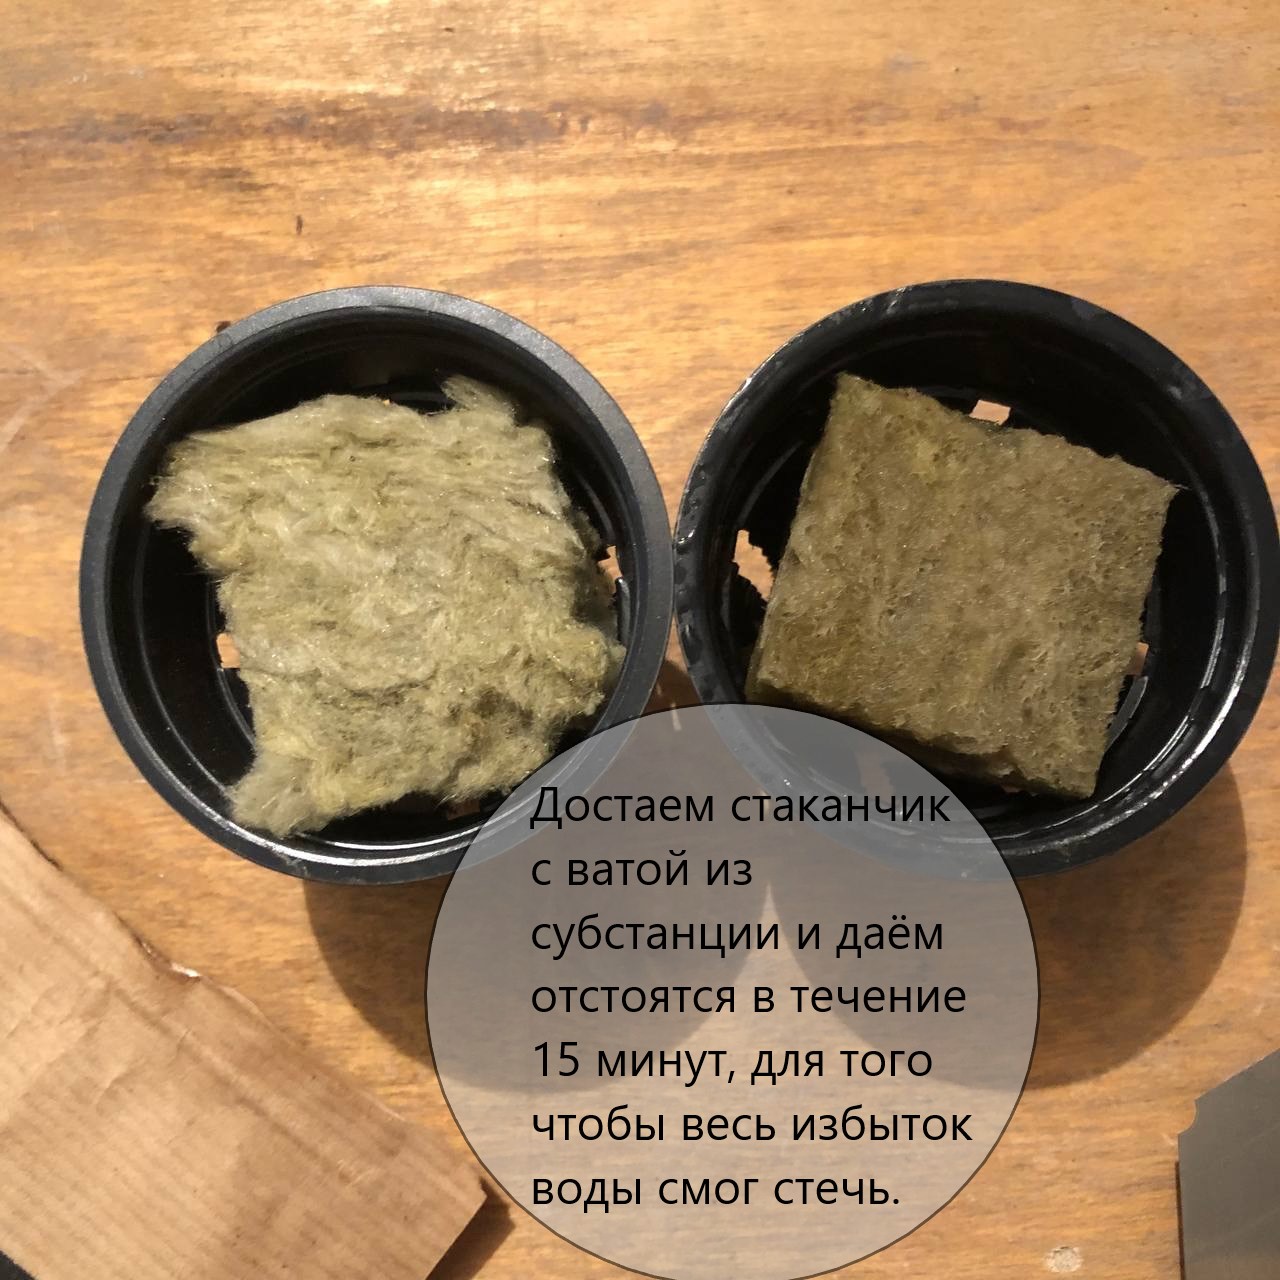 Достаем стаканчик
с ватой из
субстанции и даём
отстоятся в течение
15 минут, для того
чтобы весь избыток
воды смог стечь.